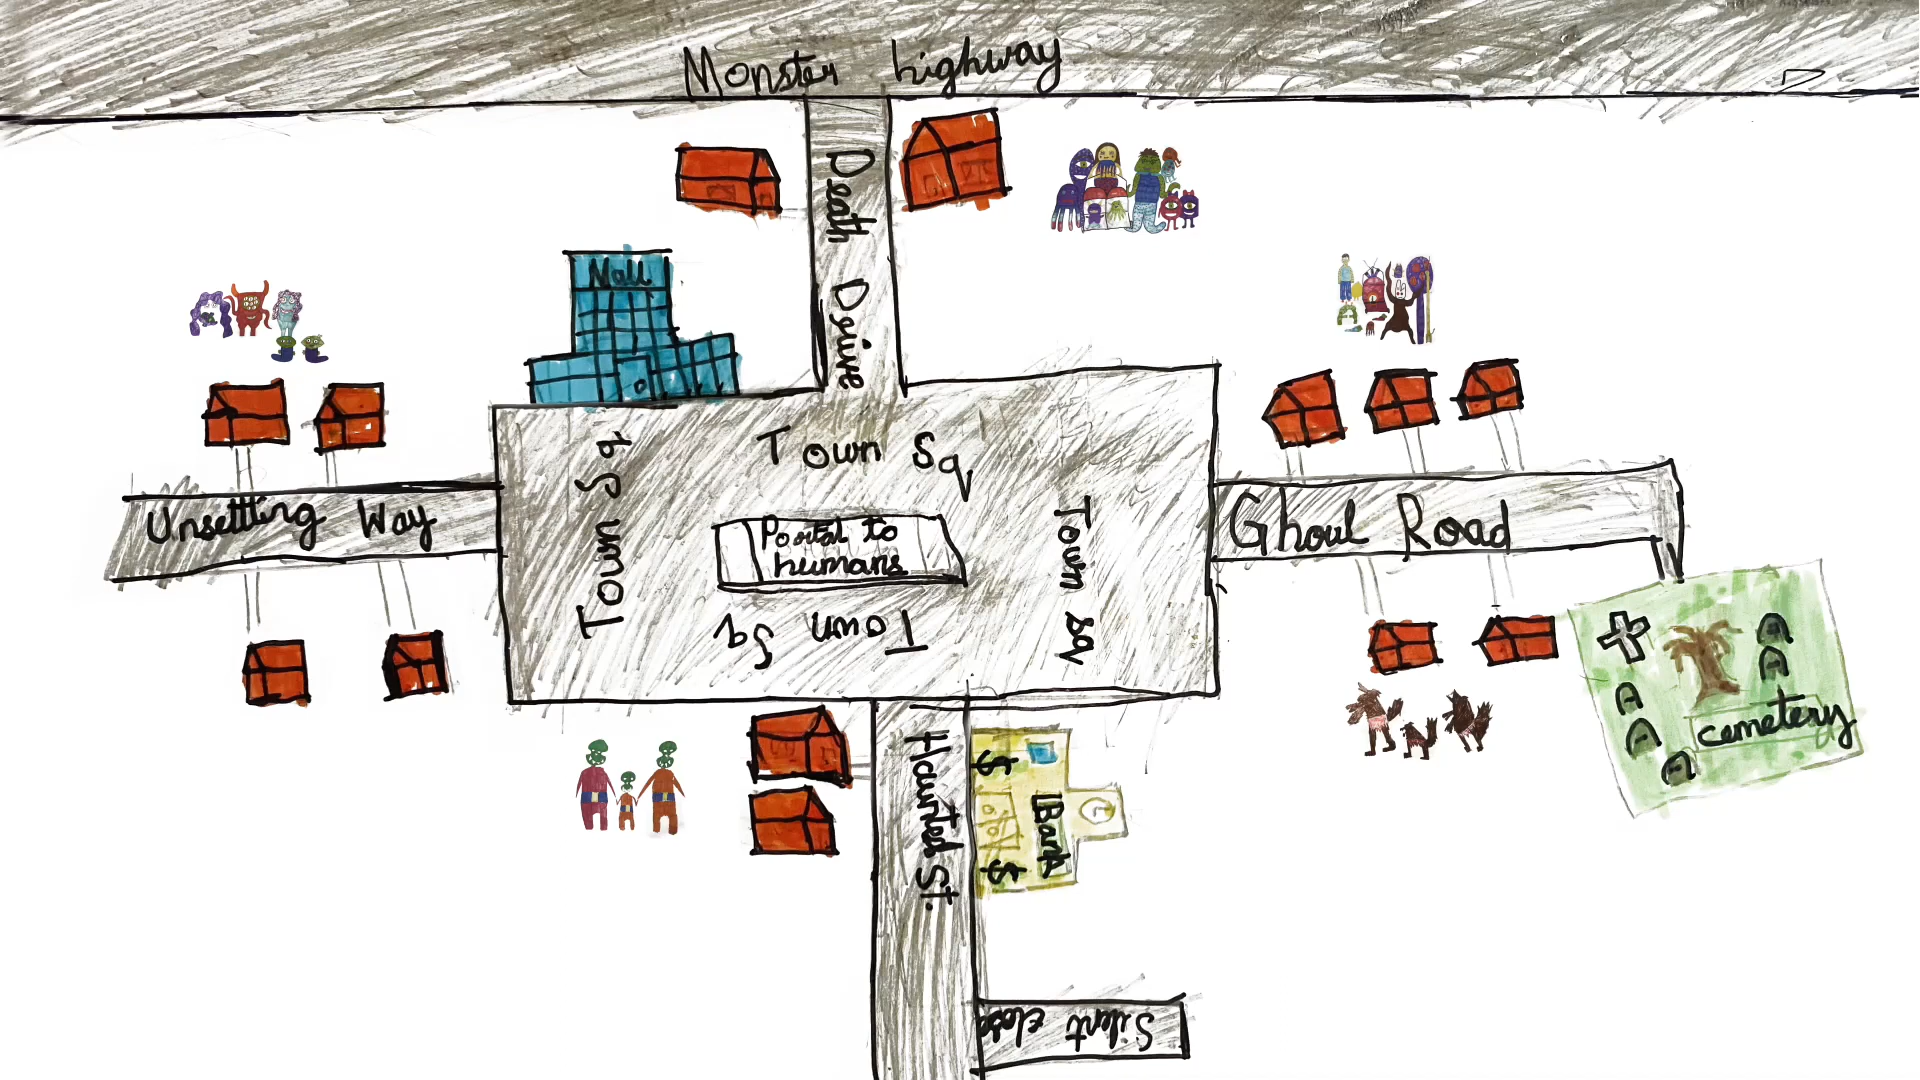 Monster highway
Death Drive
Mall
Town Sq
Town Sq
Portal to
humans
Town Sq
Town Sq
Unsettling Way
Ghoul Road
cemetery
Haunted St.
$
Bank
$
Silent close